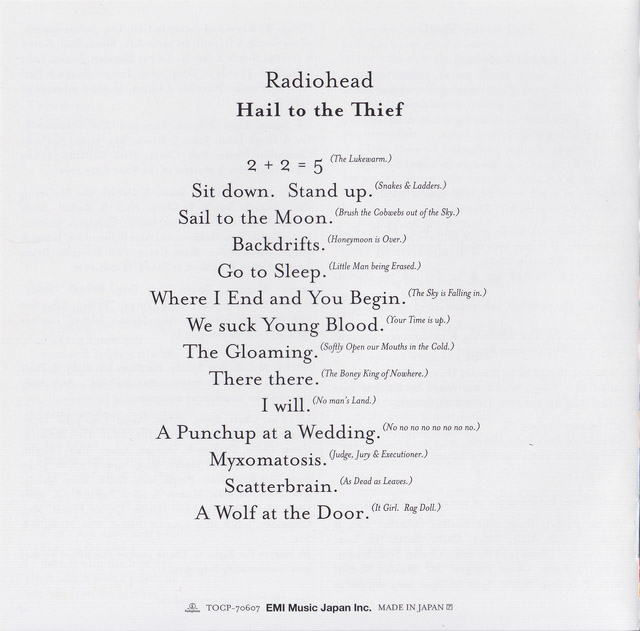 Radiohead
Hail to the Thief
2 + 2 = 5 (The Lukewarm.)
Sit down. Stand up. (Snakes & Ladders.)
Sail to the Moon. (Brush the Cobwebs out of the Sky.)
Backdrifts. (Honeymoon is Over.)
Go to Sleep. (Little Man being Erased.)
Where I End and You Begin. (The Sky is Falling in.)
We suck Young Blood. (Your Time is up.)
The Gloaming. (Softly Open our Mouths in the Cold.)
There there. (The Boney King of Nowhere.)
I will. (No man's Land.)
A Punchup at a Wedding. (No no no no no no no no.)
Myxomatosis. (Judge, Jury & Executioner.)
Scatterbrain. (As Dead as Leaves.)
A Wolf at the Door. (It Girl. Rag Doll.)
TOCP-70607 EMI Music Japan Inc. MADE IN JAPAN